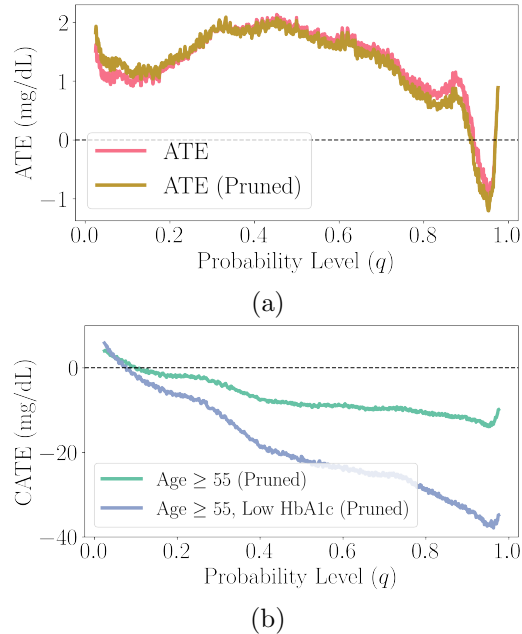 2
1
0
−1
ATE (mg/dL)
ATE
ATE (Pruned)
0.0 0.2 0.4 0.6 0.8 1.0
Probability Level (q)
(a)
0
−20
−40
CATE (mg/dL)
Age ≥ 55 (Pruned)
Age ≥ 55, Low HbA1c (Pruned)
0.0 0.2 0.4 0.6 0.8 1.0
Probability Level (q)
(b)